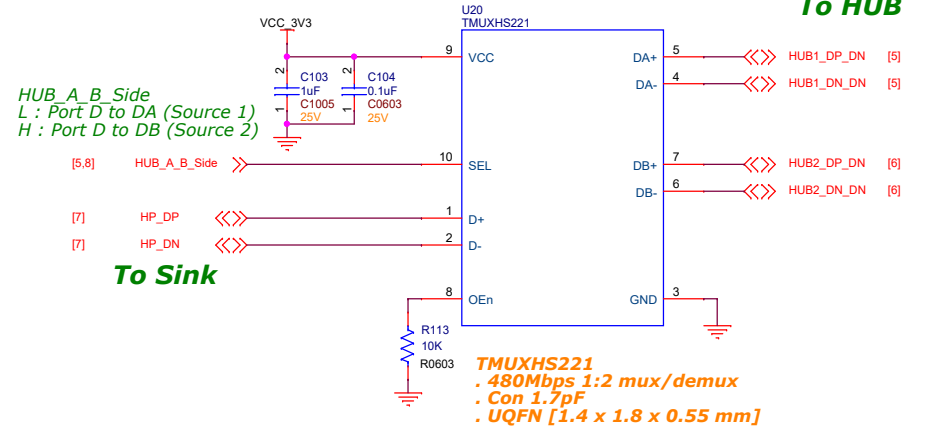 To HUB
U20
TMUXHS221
VCC_3V3
9 VCC
DA+ 5 HUB1_DP_DN [5]
DA- 4 HUB1_DN_DN [5]
2 C103
1uF
1 C1005
25V
2 C104
0.1uF
1 C0603
25V
HUB_A_B_Side
L : Port D to DA (Source 1)
H : Port D to DB (Source 2)
[5,8] HUB_A_B_Side 10 SEL
DB+ 7 HUB2_DP_DN [6]
DB- 6 HUB2_DN_DN [6]
[7] HP_DP 1 D+
[7] HP_DN 2 D-
To Sink
8 OEn
GND 3
R113
10K
R0603
TMUXHS221
. 480Mbps 1:2 mux/demux
. Con 1.7pF
. UQFN [1.4 x 1.8 x 0.55 mm]